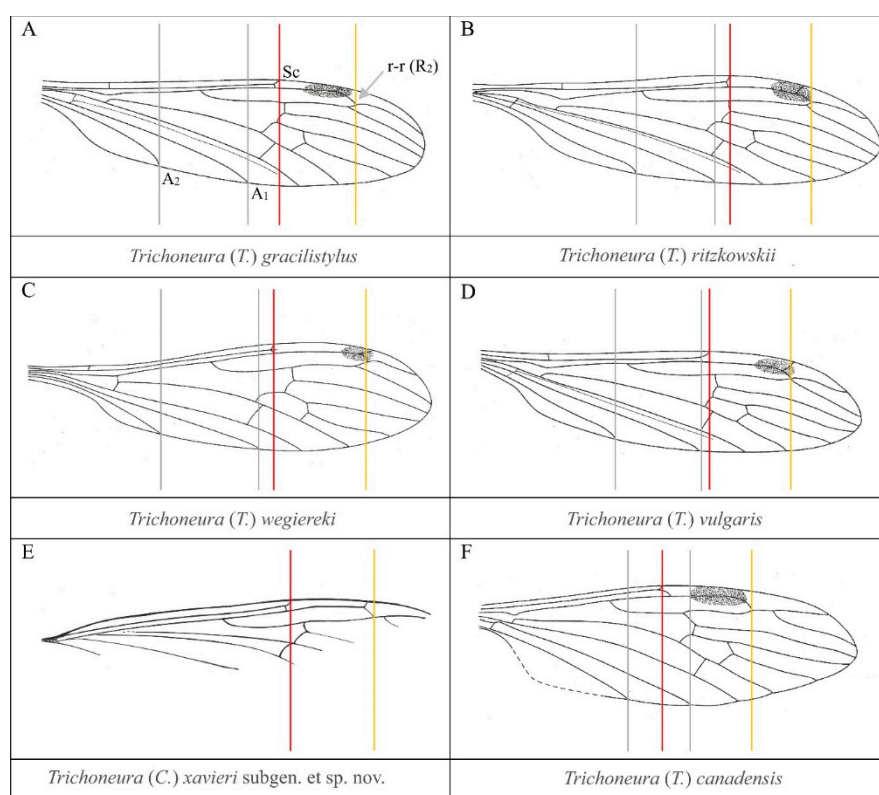 A
Sc
r-r (R₂)
A₂
A₁
Trichoneura (T.) gracilistylus
B
Trichoneura (T.) ritzkowskii
C
Trichoneura (T.) wegiereki
D
Trichoneura (T.) vulgaris
E
Trichoneura (C.) xavieri subgen. et sp. nov.
F
Trichoneura (T.) canadensis